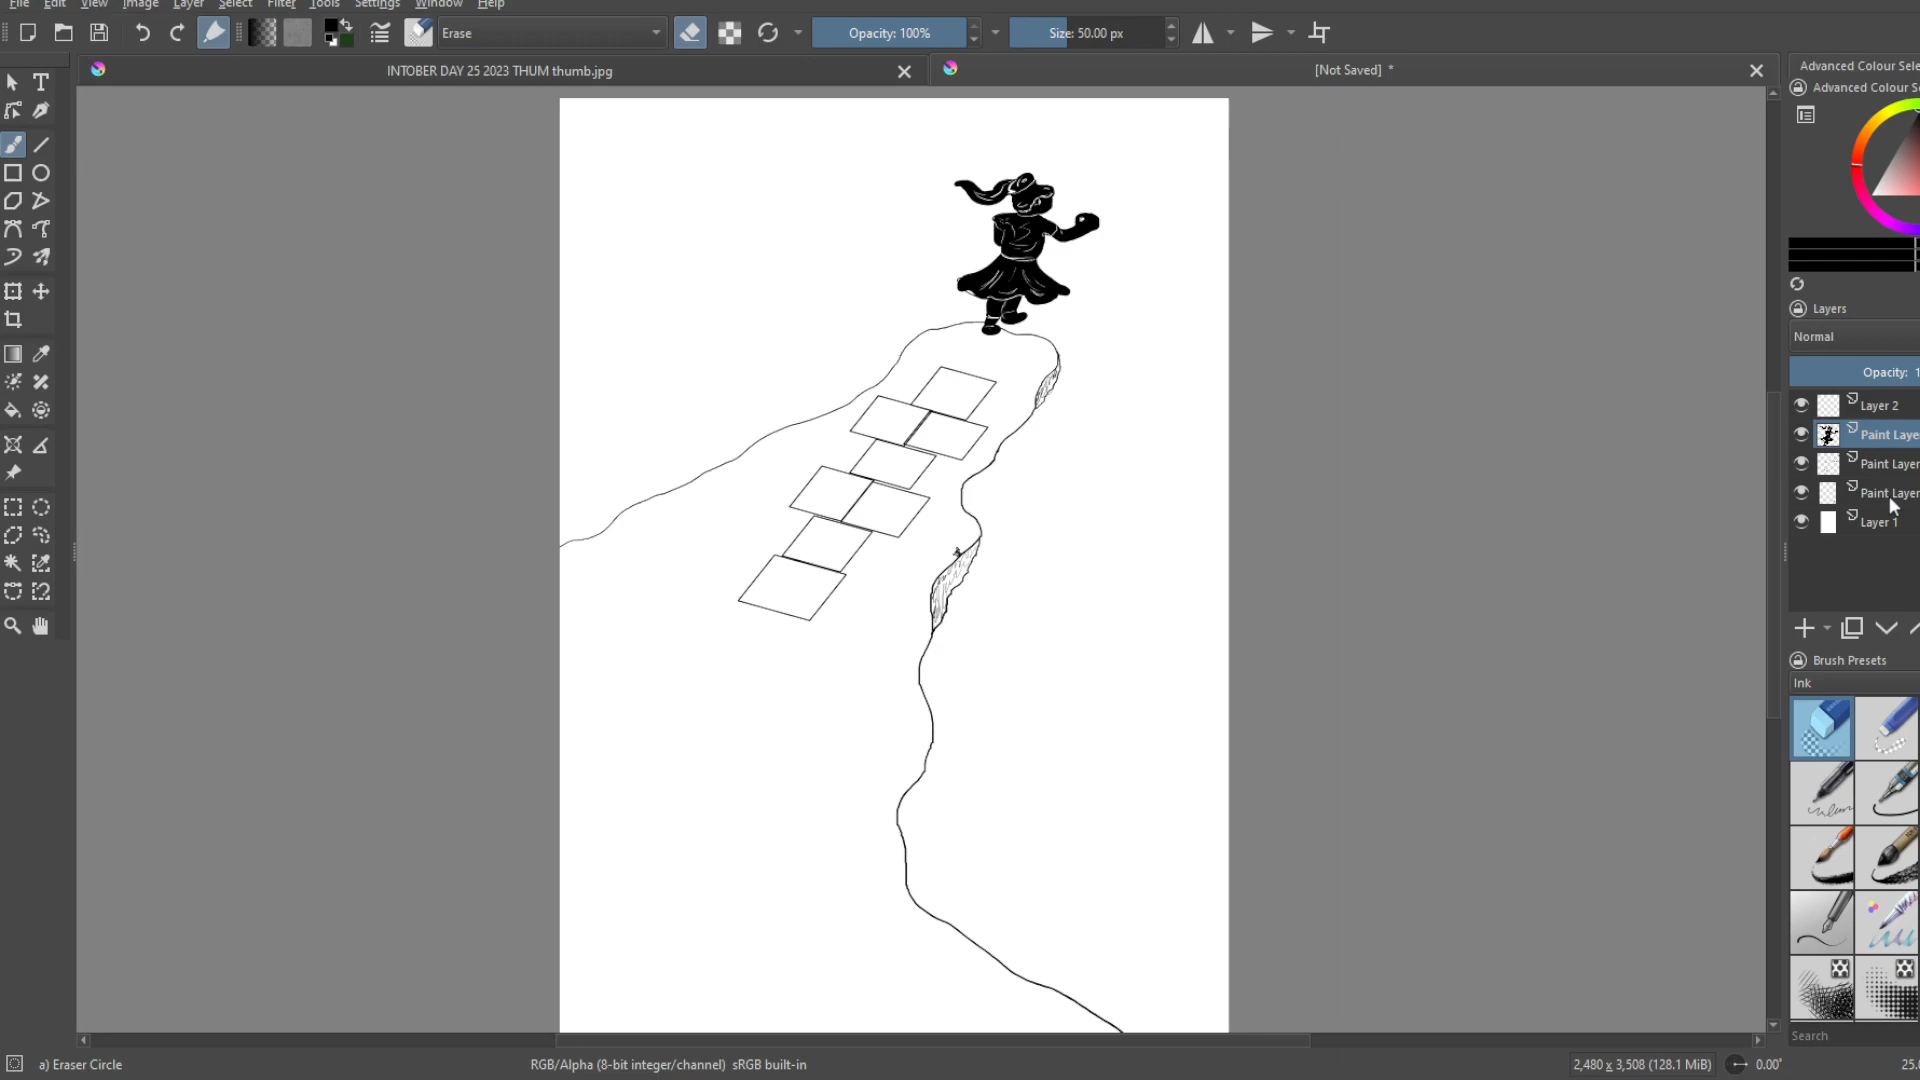 File Edit View Image Layer Select Filter Tools Settings Window Help
Erase Opacity: 100% Size: 50.00 px
INTOBER DAY 25 2023 THUM thumb.jpg [Not Saved] *
Advanced Colour Sele
Advanced Colour S
Layers
Normal
Opacity: 1
Layer 2
Paint Laye
Paint Layer
Paint Layer
Layer 1
Brush Presets
Ink
Search
a) Eraser Circle RGB/Alpha (8-bit integer/channel) sRGB built-in 2,480 x 3,508 (128.1 MiB) 0.00° 25.